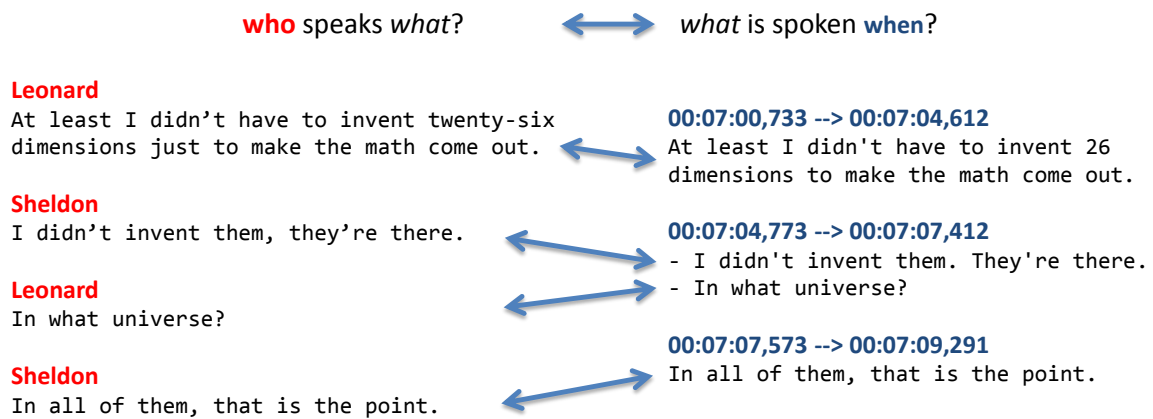 who speaks what?
what is spoken when?
Leonard
At least I didn’t have to invent twenty-six
dimensions just to make the math come out.
Sheldon
I didn’t invent them, they’re there.
Leonard
In what universe?
Sheldon
In all of them, that is the point.
00:07:00,733 --> 00:07:04,612
At least I didn't have to invent 26
dimensions to make the math come out.
00:07:04,773 --> 00:07:07,412
- I didn't invent them. They're there.
- In what universe?
00:07:07,573 --> 00:07:09,291
In all of them, that is the point.